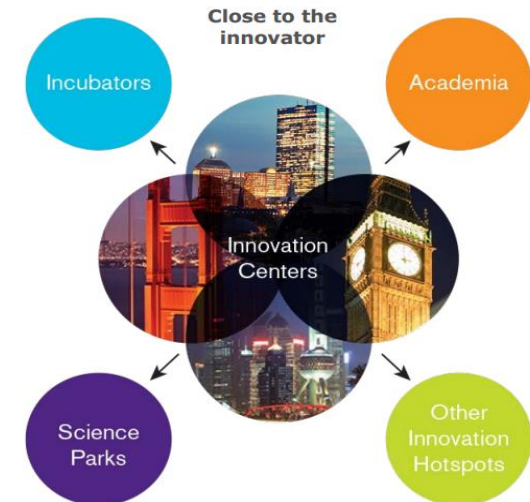 Close to the
innovator
Incubators
Academia
Innovation
Centers
Science
Parks
Other
Innovation
Hotspots